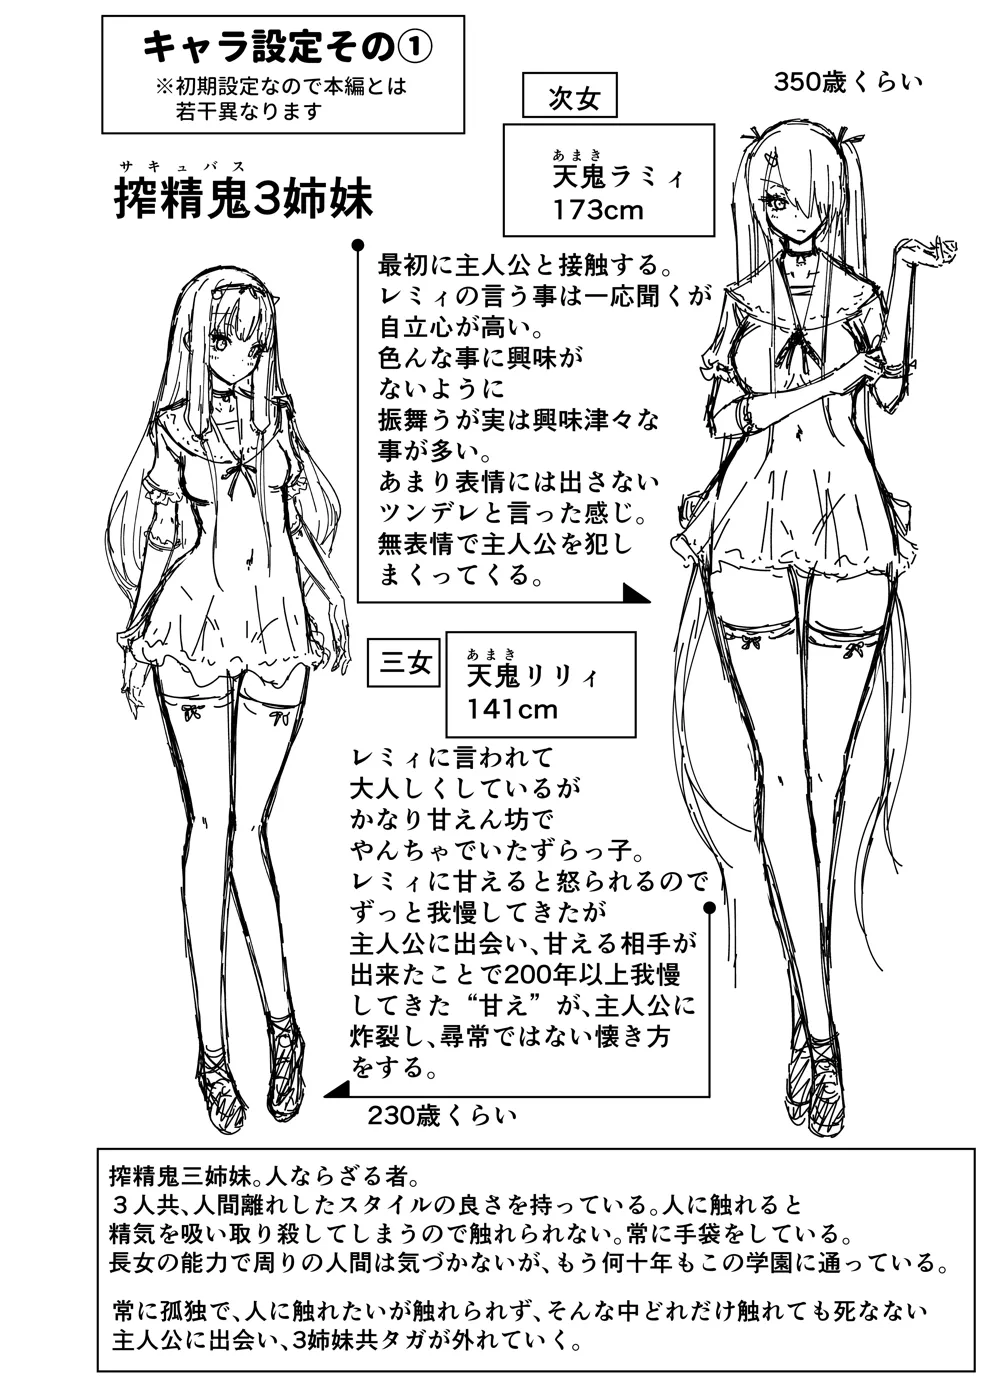 キャラ設定その①
※初期設定なので本編とは
若干異なります
サキュバス
搾精鬼3姉妹
次女
350歳くらい
あまき
天鬼ラミィ
173cm
最初に主人公と接触する。
レミィの言う事は一応聞くが
自立心が高い。
色んな事に興味が
ないように
振舞うが実は興味津々な
事が多い。
あまり表情には出さない
ツンデレと言った感じ。
無表情で主人公を犯し
まくってくる。
三女
あまき
天鬼リリィ
141cm
レミィに言われて
大人しくしているが
かなり甘えん坊で
やんちゃでいたずらっ子。
レミィに甘えると怒られるので
ずっと我慢してきたが
主人公に出会い、甘える相手が
出来たことで200年以上我慢
してきた“甘え”が、主人公に
炸裂し、尋常ではない懐き方
をする。
230歳くらい
搾精鬼三姉妹。人ならざる者。
3人共、人間離れしたスタイルの良さを持っている。人に触れると
精気を吸い取り殺してしまうので触れられない。常に手袋をしている。
長女の能力で周りの人間は気づかないが、もう何十年もこの学園に通っている。
常に孤独で、人に触れたいが触れられず、そんな中どれだけ触れても死なない
主人公に出会い、3姉妹共タガが外れていく。